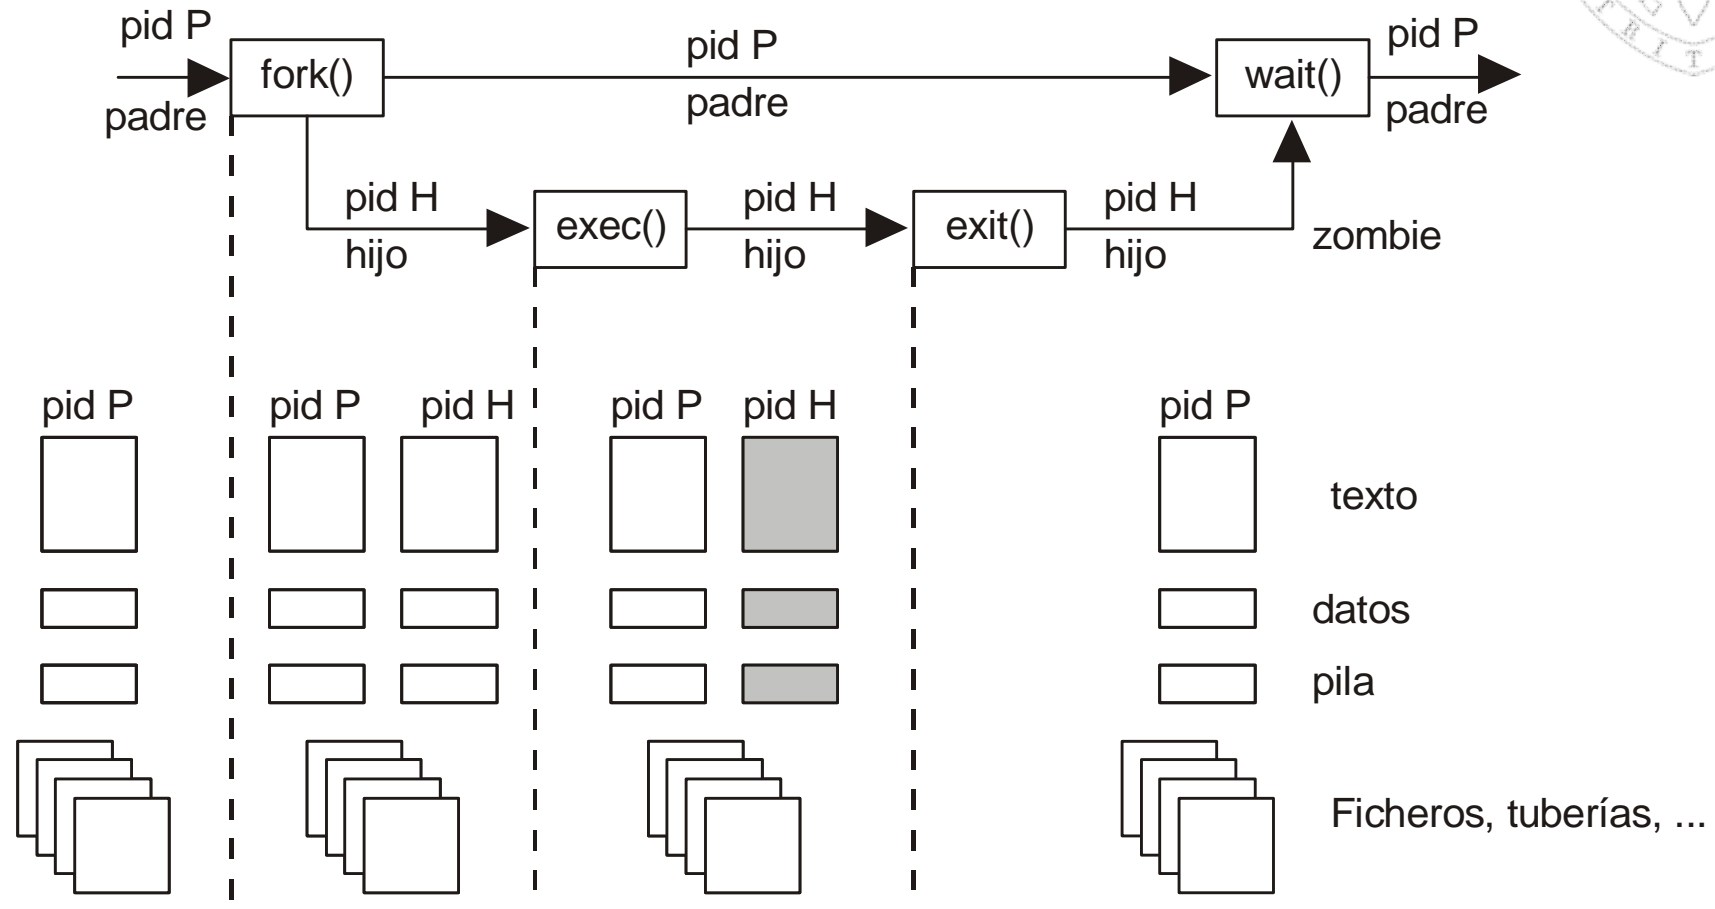 pid P
padre
fork()
pid P
padre
wait()
pid P
padre
pid H
hijo
exec()
pid H
hijo
exit()
pid H
hijo
zombie
pid P
pid P
pid H
pid P
pid H
pid P
texto
datos
pila
Ficheros, tuberías, ...